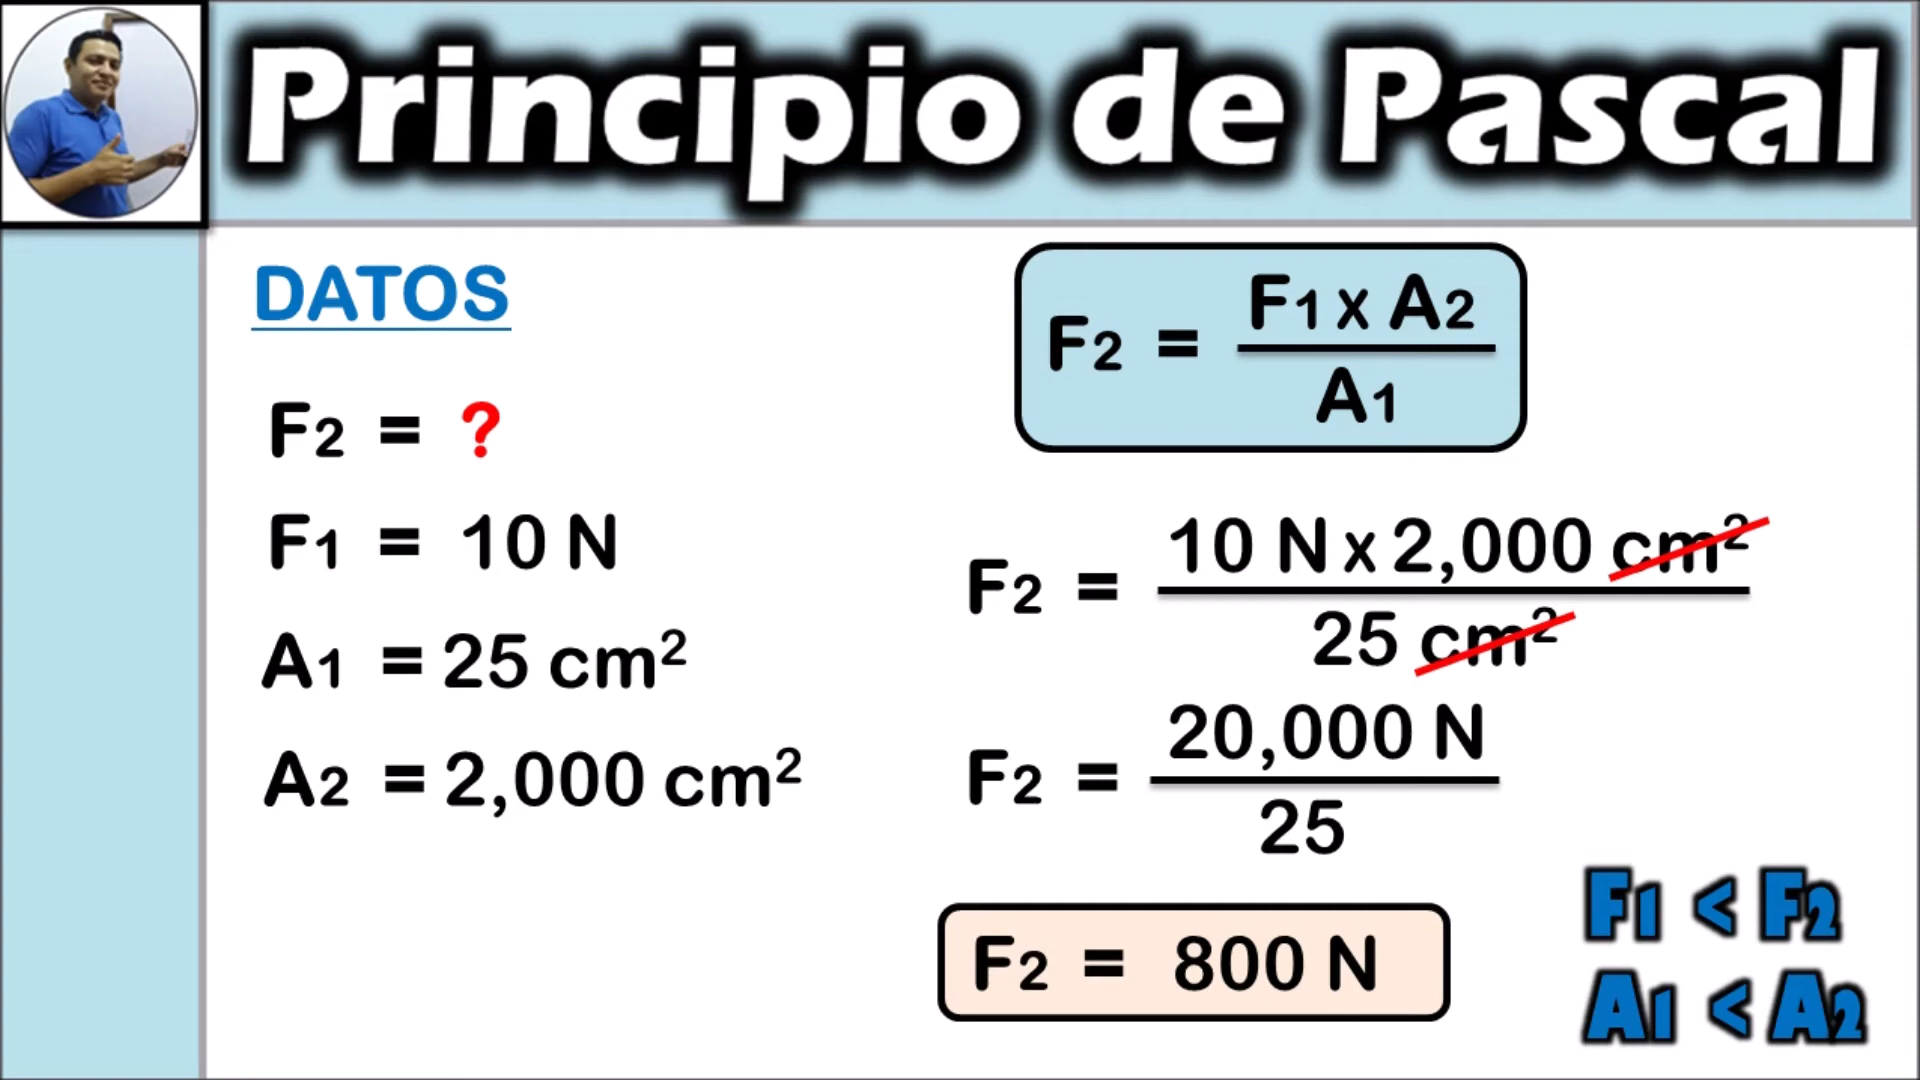 Principio de Pascal
DATOS
F2 = ?
F1 = 10 N
A1 = 25 cm²
A2 = 2,000 cm²
F2 = F1 x A2
A1
F2 = 10 N x 2,000 cm²
25 cm²
F2 = 20,000 N
25
F2 = 800 N
F1 < F2
A1 < A2